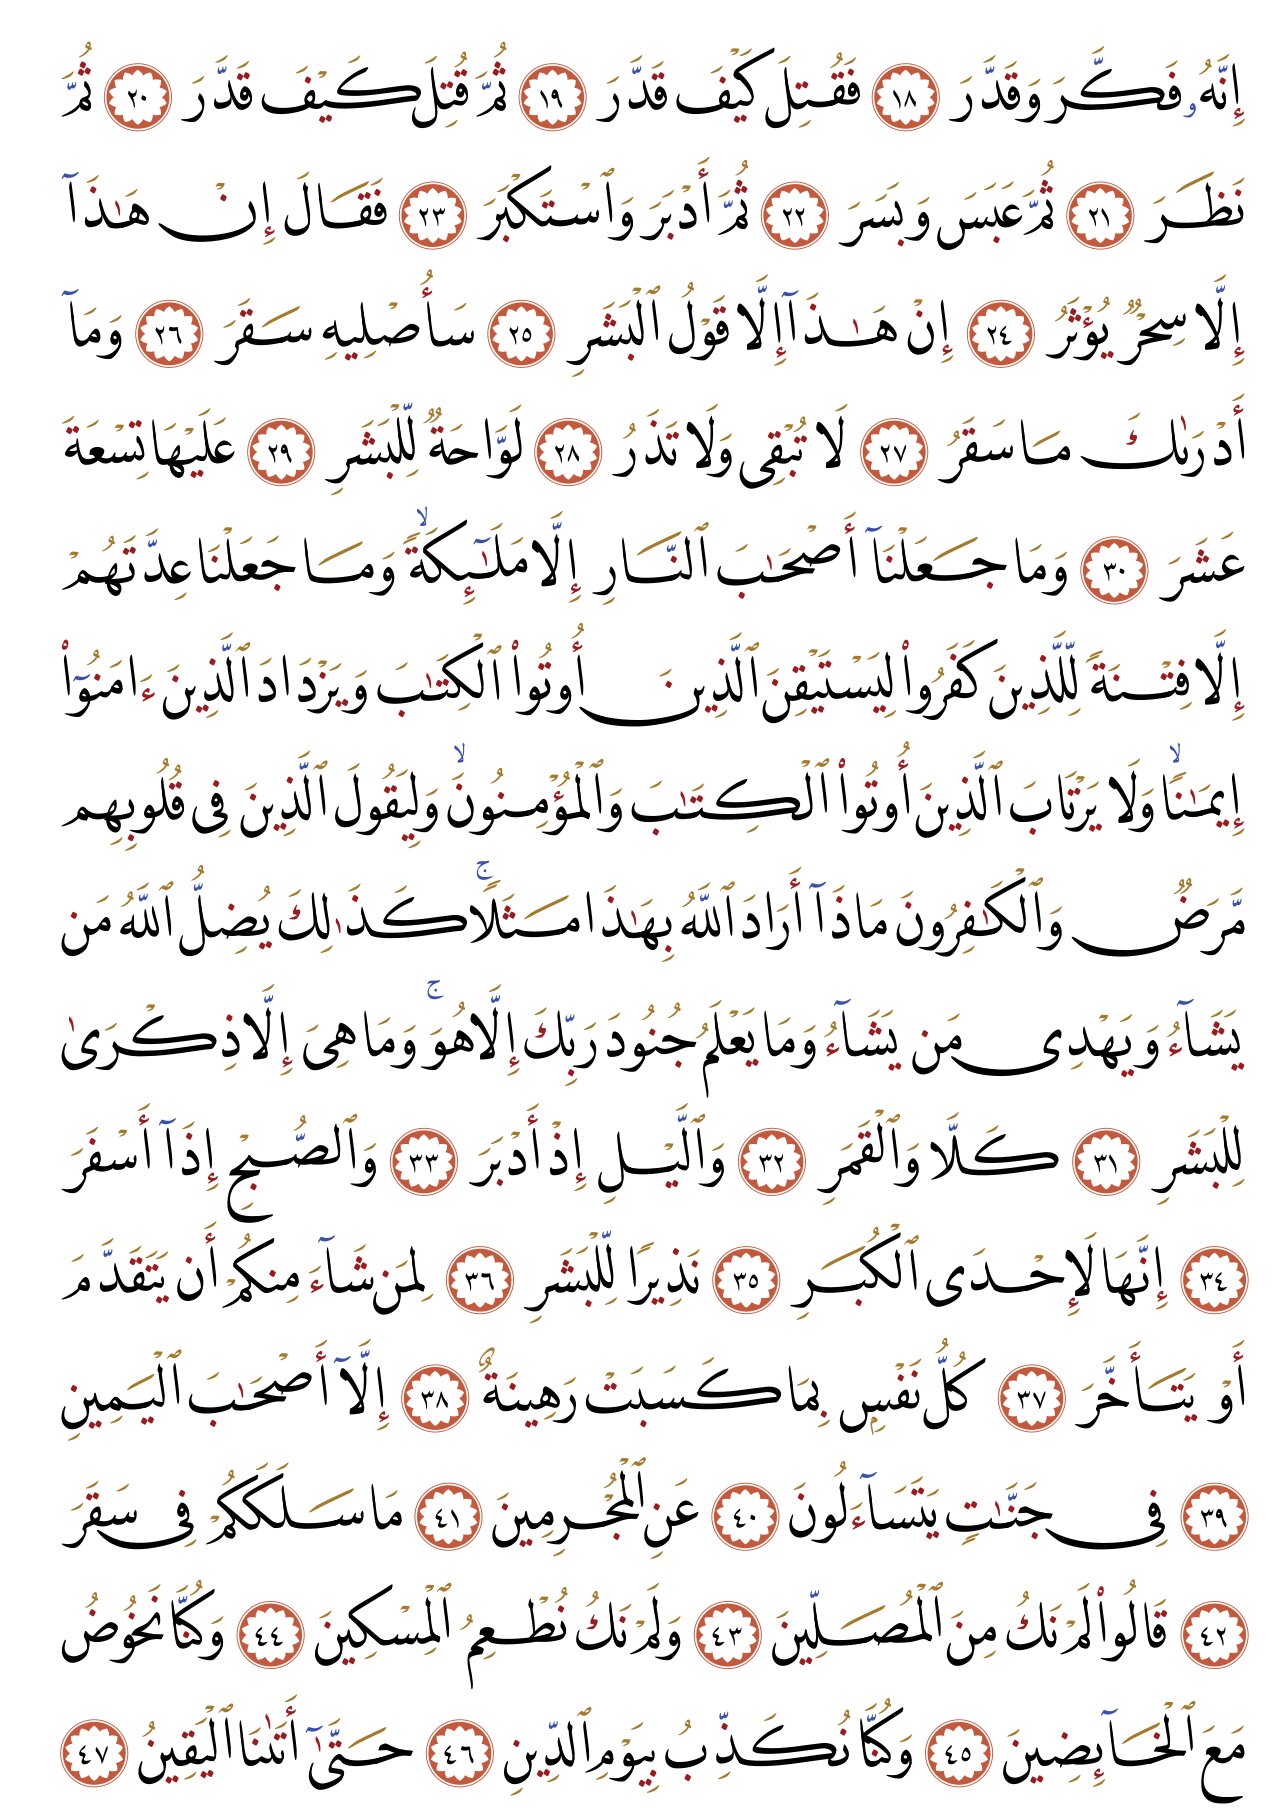 إِنَّهُۥ فَكَّرَ وَقَدَّرَ ١٨ فَقُتِلَ كَيْفَ قَدَّرَ ١٩ ثُمَّ قُتِلَ كَيْفَ قَدَّرَ ٢٠ ثُمَّ
نَظَرَ ٢١ ثُمَّ عَبَسَ وَبَسَرَ ٢٢ ثُمَّ أَدْبَرَ وَٱسْتَكْبَرَ ٢٣ فَقَالَ إِنْ هَٰذَآ
إِلَّا سِحْرٌ يُؤْثَرُ ٢٤ إِنْ هَٰذَآ إِلَّا قَوْلُ ٱلْبَشَرِ ٢٥ سَأُصْلِيهِ سَقَرَ ٢٦ وَمَآ
أَدْرَىٰكَ مَا سَقَرُ ٢٧ لَا تُبْقِى وَلَا تَذَرُ ٢٨ لَوَّاحَةٌ لِّلْبَشَرِ ٢٩ عَلَيْهَا تِسْعَةَ
عَشَرَ ٣٠ وَمَا جَعَلْنَآ أَصْحَٰبَ ٱلنَّارِ إِلَّا مَلَٰٓئِكَةًۙ وَمَا جَعَلْنَا عِدَّتَهُمْ
إِلَّا فِتْنَةً لِّلَّذِينَ كَفَرُوا۟ لِيَسْتَيْقِنَ ٱلَّذِينَ أُوتُوا۟ ٱلْكِتَٰبَ وَيَزْدَادَ ٱلَّذِينَ ءَامَنُوٓا۟
إِيمَٰنًاۙ وَلَا يَرْتَابَ ٱلَّذِينَ أُوتُوا۟ ٱلْكِتَٰبَ وَٱلْمُؤْمِنُونَۙ وَلِيَقُولَ ٱلَّذِينَ فِى قُلُوبِهِم
مَّرَضٌ وَٱلْكَٰفِرُونَ مَاذَآ أَرَادَ ٱللَّهُ بِهَٰذَا مَثَلًاۚ كَذَٰلِكَ يُضِلُّ ٱللَّهُ مَن
يَشَآءُ وَيَهْدِى مَن يَشَآءُ وَمَا يَعْلَمُ جُنُودَ رَبِّكَ إِلَّا هُوَۚ وَمَا هِىَ إِلَّا ذِكْرَىٰ
لِلْبَشَرِ ٣١ كَلَّا وَٱلْقَمَرِ ٣٢ وَٱلَّيْلِ إِذْ أَدْبَرَ ٣٣ وَٱلصُّبْحِ إِذَآ أَسْفَرَ
٣٤ إِنَّهَا لَإِحْدَى ٱلْكُبَرِ ٣٥ نَذِيرًا لِّلْبَشَرِ ٣٦ لِمَن شَآءَ مِنكُمْ أَن يَتَقَدَّمَ
أَوْ يَتَأَخَّرَ ٣٧ كُلُّ نَفْسٍۭ بِمَا كَسَبَتْ رَهِينَةٌ ٣٨ إِلَّآ أَصْحَٰبَ ٱلْيَمِينِ
٣٩ فِى جَنَّٰتٍ يَتَسَآءَلُونَ ٤٠ عَنِ ٱلْمُجْرِمِينَ ٤١ مَا سَلَكَكُمْ فِى سَقَرَ
٤٢ قَالُوا۟ لَمْ نَكُ مِنَ ٱلْمُصَلِّينَ ٤٣ وَلَمْ نَكُ نُطْعِمُ ٱلْمِسْكِينَ ٤٤ وَكُنَّا نَخُوضُ
مَعَ ٱلْخَآئِضِينَ ٤٥ وَكُنَّا نُكَذِّبُ بِيَوْمِ ٱلدِّينِ ٤٦ حَتَّىٰٓ أَتَىٰنَا ٱلْيَقِينُ ٤٧